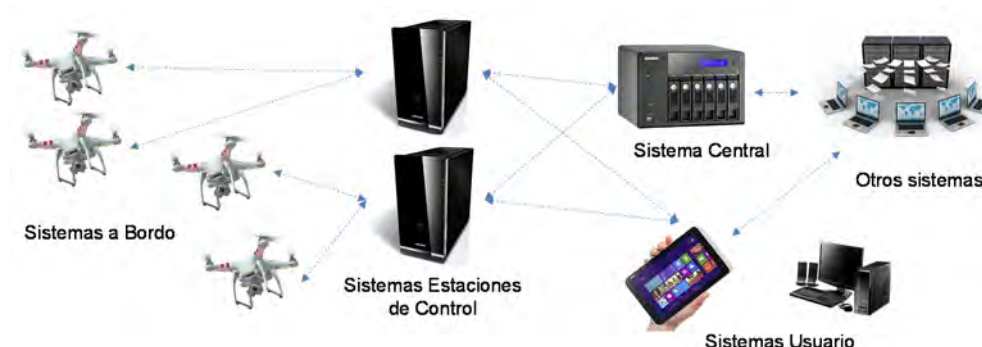 Sistemas a Bordo
Sistemas Estaciones
de Control
Sistema Central
Otros sistemas
Sistemas Usuario